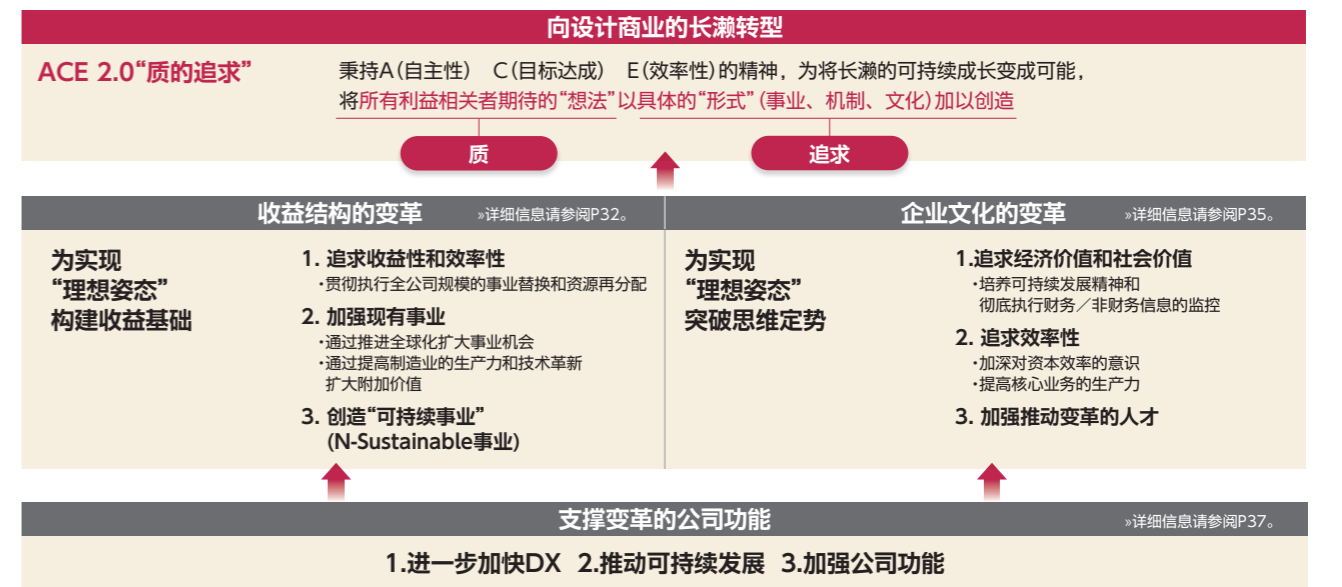 向设计商业的长濑转型
ACE 2.0“质的追求”
秉持A(自主性) C(目标达成) E(效率性)的精神，为将长濑的可持续成长变成可能，
将所有利益相关者期待的“想法”以具体的“形式”(事业、机制、文化)加以创造
质
追求
收益结构的变革 »详细信息请参阅P32。
为实现
“理想姿态”
构建收益基础
1. 追求收益性和效率性
·贯彻执行全公司规模的事业替换和资源再分配
2. 加强现有事业
·通过推进全球化扩大事业机会
·通过提高制造业的生产力和技术革新
扩大附加价值
3. 创造“可持续事业”
(N-Sustainable事业)
企业文化的变革 »详细信息请参阅P35。
为实现
“理想姿态”
突破思维定势
1.追求经济价值和社会价值
·培养可持续发展精神和
彻底执行财务／非财务信息的监控
2. 追求效率性
·加深对资本效率的意识
·提高核心业务的生产力
3. 加强推动变革的人才
支撑变革的公司功能 »详细信息请参阅P37。
1.进一步加快DX 2.推动可持续发展 3.加强公司功能